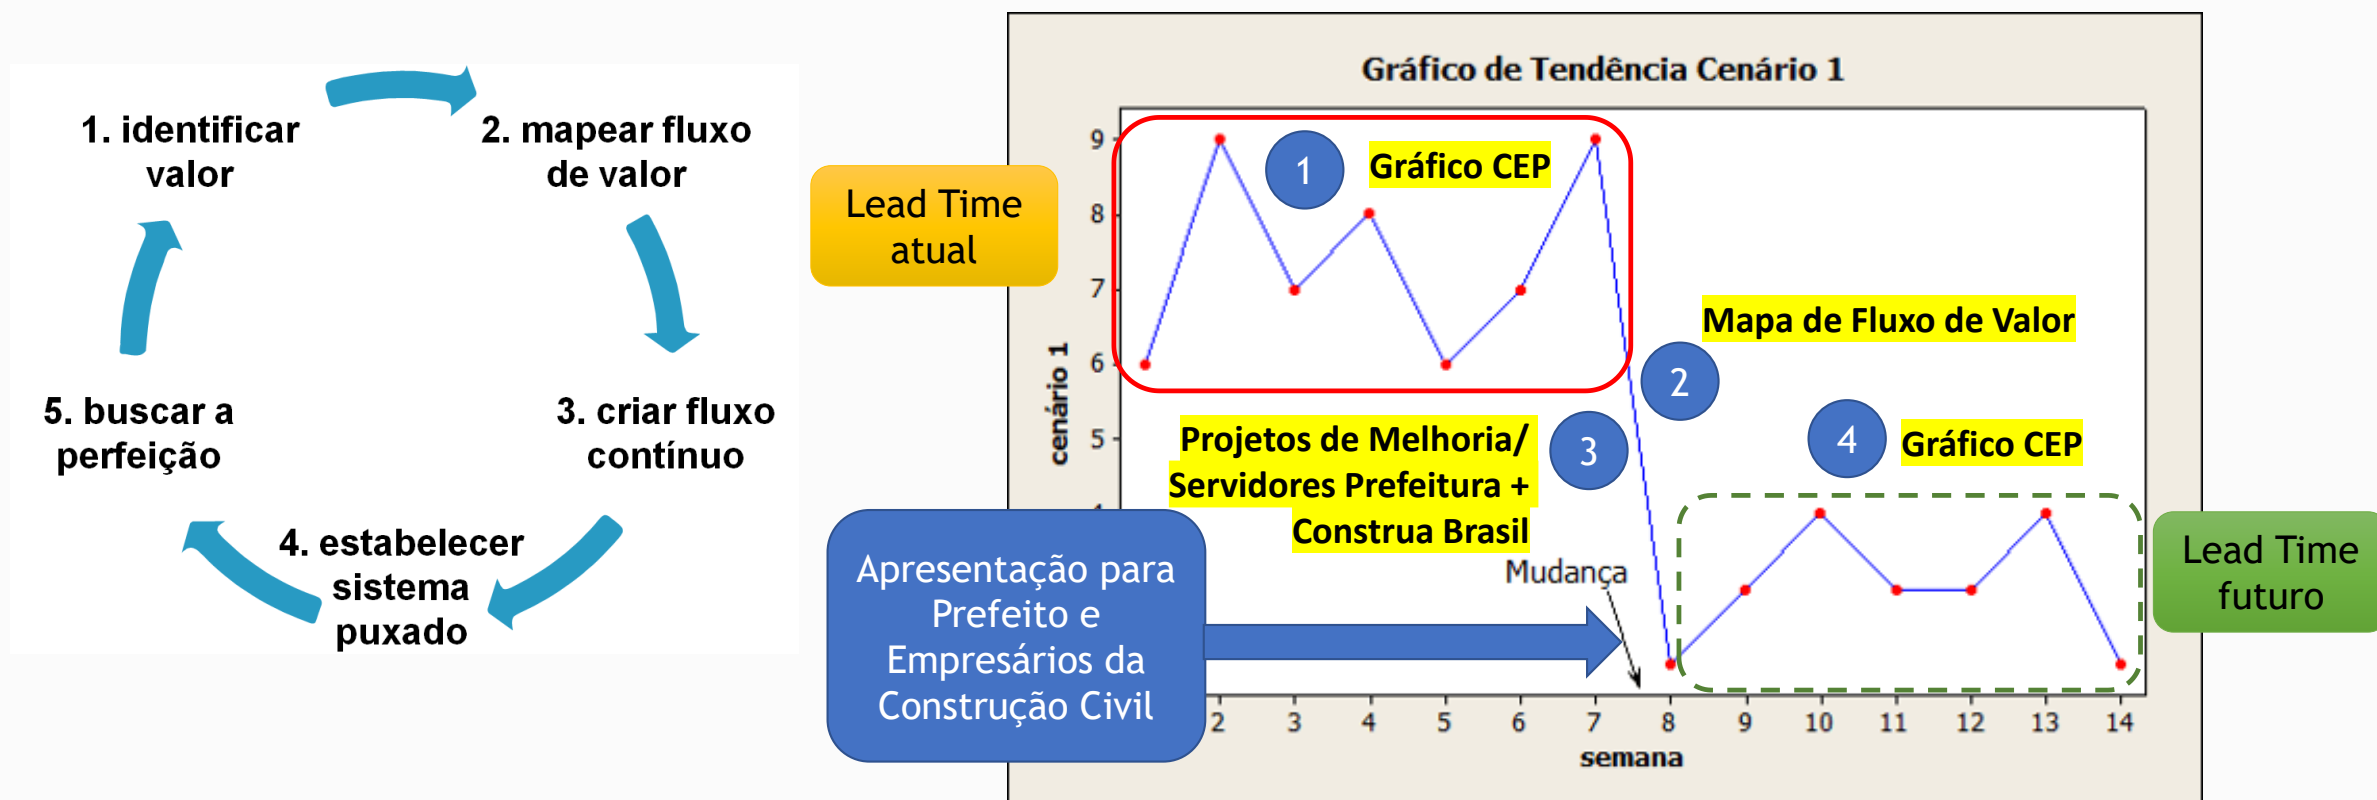 1. identificar
valor
2. mapear fluxo
de valor
3. criar fluxo
contínuo
4. estabelecer
sistema
puxado
5. buscar a
perfeição
Lead Time
atual
Gráfico de Tendência Cenário 1
cenário 1
9
8
7
6
5
1
Gráfico CEP
Mapa de Fluxo de Valor
2
3
Projetos de Melhoria/
Servidores Prefeitura +
Construa Brasil
4
Gráfico CEP
Mudança
Apresentação para
Prefeito e
Empresários da
Construção Civil
Lead Time
futuro
2 3 4 5 6 7 8 9 10 11 12 13 14
semana